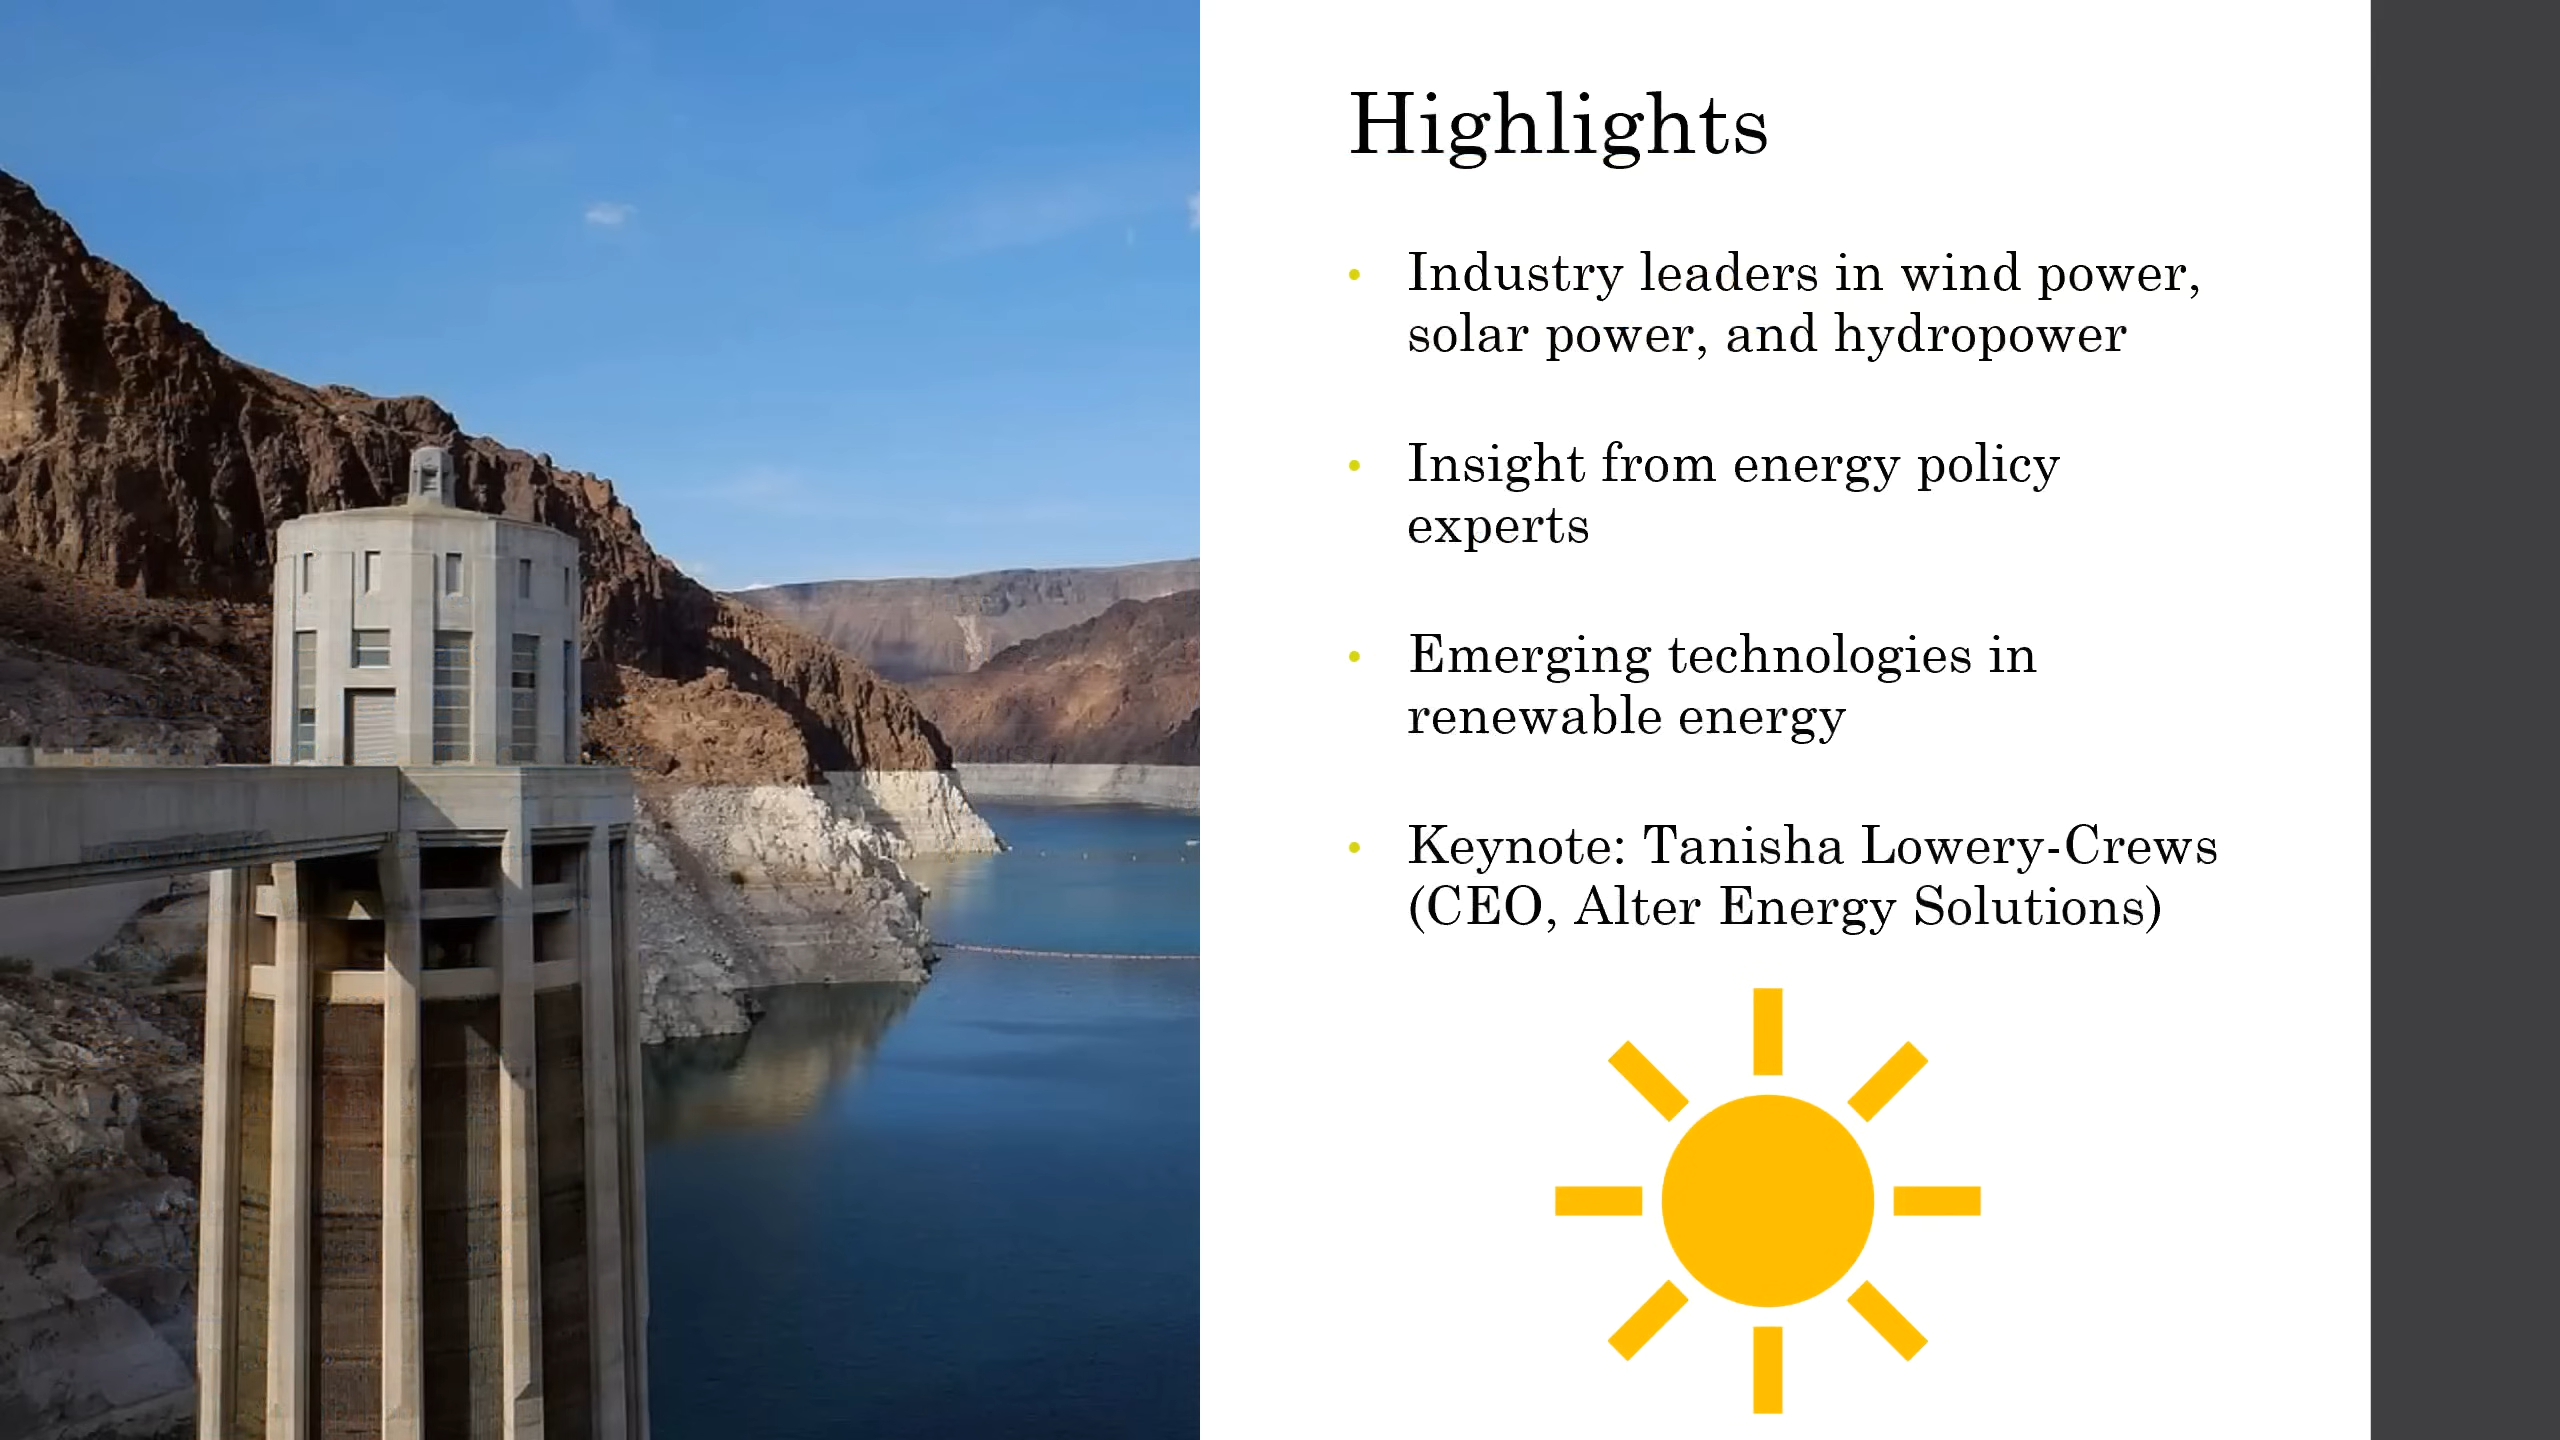 Highlights
• Industry leaders in wind power,
solar power, and hydropower
• Insight from energy policy
experts
• Emerging technologies in
renewable energy
• Keynote: Tanisha Lowery-Crews
(CEO, Alter Energy Solutions)